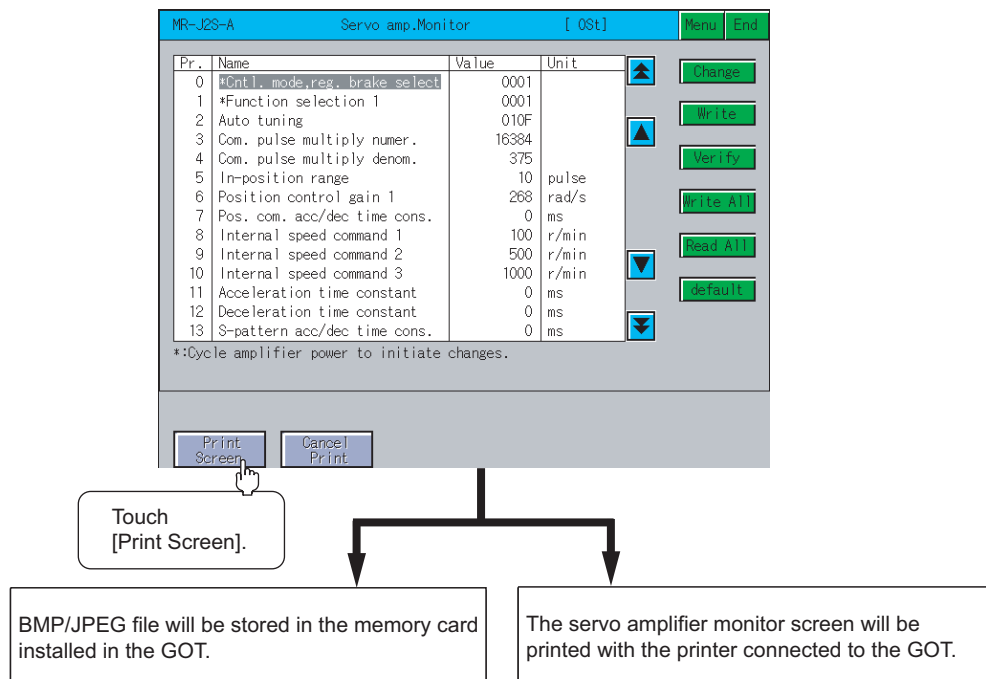 MR-J2S-A Servo amp.Monitor [ OSt] Menu End
Pr. Name Value Unit
0 *Cntl. mode,reg. brake select 0001
1 *Function selection 1 0001
2 Auto tuning 010F
3 Com. pulse multiply numer. 16384
4 Com. pulse multiply denom. 375
5 In-position range 10 pulse
6 Position control gain 1 268 rad/s
7 Pos. com. acc/dec time cons. 0 ms
8 Internal speed command 1 100 r/min
9 Internal speed command 2 500 r/min
10 Internal speed command 3 1000 r/min
11 Acceleration time constant 0 ms
12 Deceleration time constant 0 ms
13 S-pattern acc/dec time cons. 0 ms
*:Cycle amplifier power to initiate changes.
Change
Write
Verify
Write All
Read All
default
Print
Screen
Cancel
Print
Touch
[Print Screen].
BMP/JPEG file will be stored in the memory card
installed in the GOT.
The servo amplifier monitor screen will be
printed with the printer connected to the GOT.